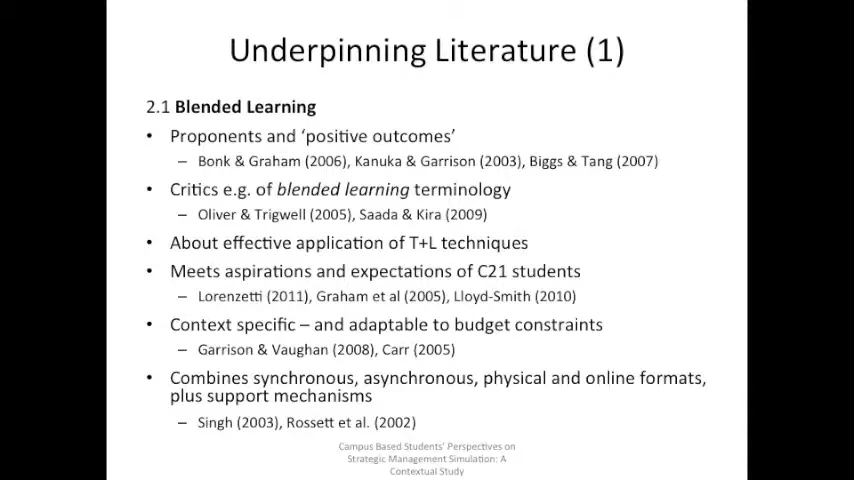 Underpinning Literature (1)
2.1 Blended Learning
• Proponents and ‘positive outcomes’
– Bonk & Graham (2006), Kanuka & Garrison (2003), Biggs & Tang (2007)
• Critics e.g. of blended learning terminology
– Oliver & Trigwell (2005), Saada & Kira (2009)
• About effective application of T+L techniques
• Meets aspirations and expectations of C21 students
– Lorenzetti (2011), Graham et al (2005), Lloyd-Smith (2010)
• Context specific – and adaptable to budget constraints
– Garrison & Vaughan (2008), Carr (2005)
• Combines synchronous, asynchronous, physical and online formats,
plus support mechanisms
– Singh (2003), Rossett et al. (2002)
Campus Based Students’ Perspectives on
Strategic Management Simulation: A
Contextual Study